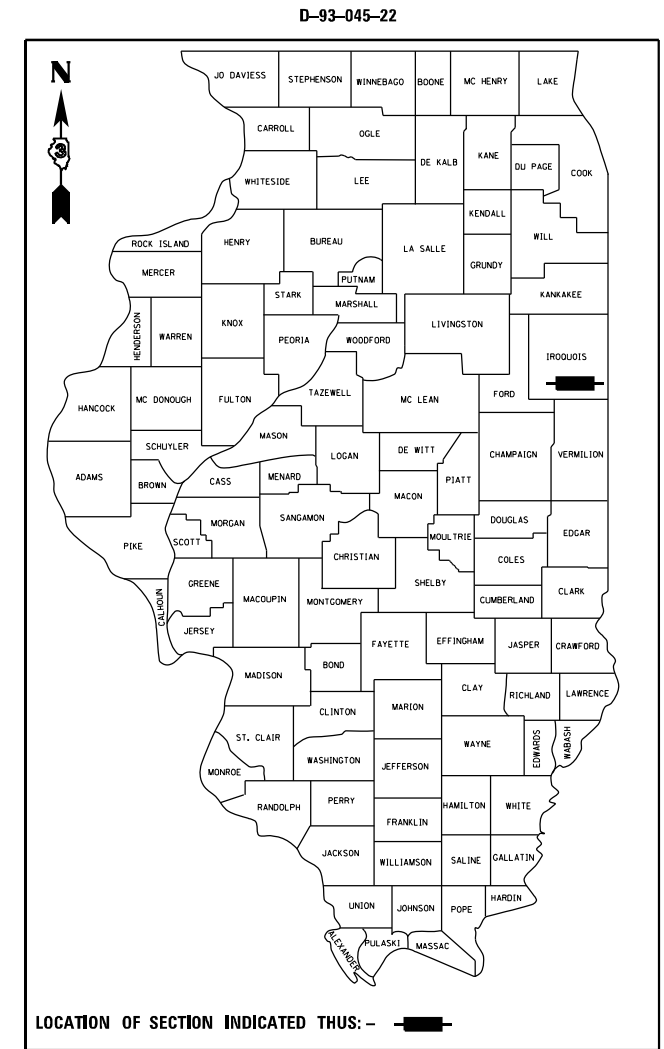 D-93-045-22
N
3
JO DAVIESS
STEPHENSON
WINNEBAGO
BOONE
MC HENRY
LAKE
CARROLL
OGLE
DE KALB
KANE
DU PAGE
COOK
WHITESIDE
LEE
KENDALL
WILL
ROCK ISLAND
HENRY
BUREAU
LA SALLE
GRUNDY
MERCER
PUTNAM
KANKAKEE
STARK
MARSHALL
HENDERSON
WARREN
KNOX
PEORIA
WOODFORD
LIVINGSTON
IROQUOIS
HANCOCK
MC DONOUGH
FULTON
TAZEWELL
MC LEAN
FORD
SCHUYLER
MASON
LOGAN
DE WITT
CHAMPAIGN
VERMILION
ADAMS
BROWN
CASS
MENARD
MACON
PIATT
PIKE
SCOTT
MORGAN
SANGAMON
MOULTRIE
DOUGLAS
EDGAR
CHRISTIAN
COLES
CALHOUN
GREENE
MACOUPIN
MONTGOMERY
SHELBY
CUMBERLAND
CLARK
JERSEY
FAYETTE
EFFINGHAM
JASPER
CRAWFORD
MADISON
BOND
CLAY
RICHLAND
LAWRENCE
CLINTON
MARION
ST. CLAIR
WAYNE
EDWARDS
WABASH
MONROE
WASHINGTON
JEFFERSON
RANDOLPH
PERRY
HAMILTON
WHITE
FRANKLIN
JACKSON
WILLIAMSON
SALINE
GALLATIN
UNION
JOHNSON
POPE
HARDIN
ALEXANDER
PULASKI
MASSAC
LOCATION OF SECTION INDICATED THUS: -